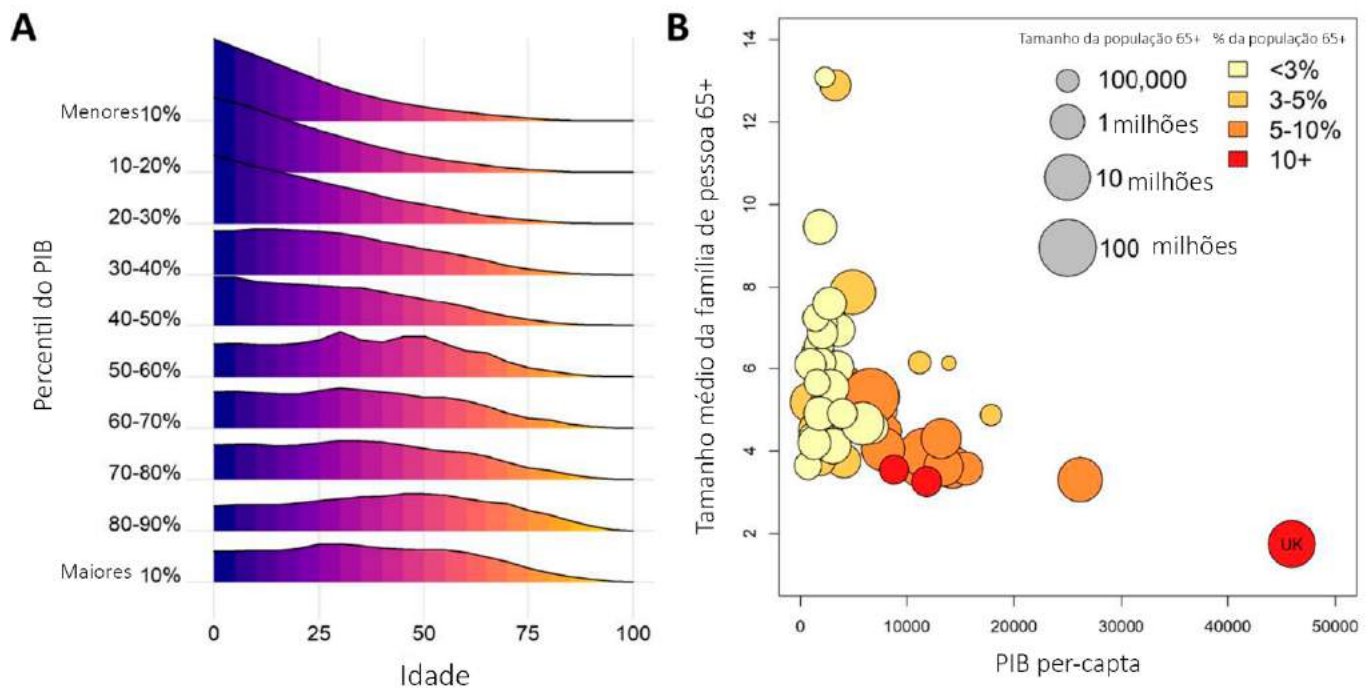 A
Percentil do PIB
Menores 10%
10-20%
20-30%
30-40%
40-50%
50-60%
60-70%
70-80%
80-90%
Maiores 10%
0 25 50 75 100
Idade
B
Tamanho médio da família de pessoa 65+
14
12
10
8
6
4
2
Tamanho da população 65+
100,000
1 milhões
10 milhões
100 milhões
% da população 65+
<3%
3-5%
5-10%
10+
UK
0 10000 20000 30000 40000 50000
PIB per-capta